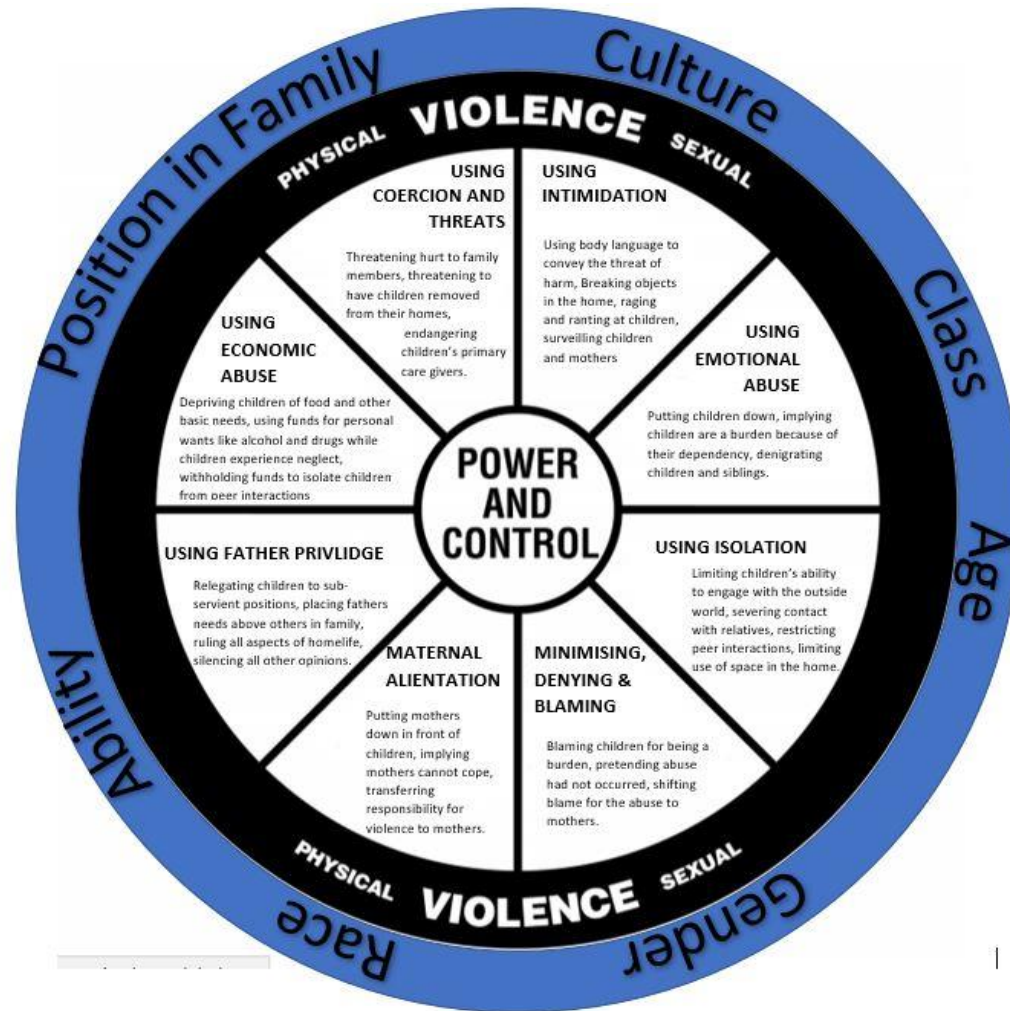 Position in Family
Culture
Class
Age
Gender
Race
Ability
PHYSICAL VIOLENCE SEXUAL
USING
COERCION AND
THREATS
Threatening hurt to family
members, threatening to
have children removed
from their homes,
endangering
children's primary
care givers.
USING
INTIMIDATION
Using body language to
convey the threat of
harm, Breaking objects
in the home, raging
and ranting at children,
surveilling children
and mothers
USING
EMOTIONAL
ABUSE
Putting children down, implying
children are a burden because of
their dependency, denigrating
children and siblings.
USING ISOLATION
Limiting children's ability
to engage with the outside
world, severing contact
with relatives, restricting
peer interactions, limiting
use of space in the home.
MINIMISING,
DENYING &
BLAMING
Blaming children for being a
burden, pretending abuse
had not occurred, shifting
blame for the abuse to
mothers.
MATERNAL
ALIENTATION
Putting mothers
down in front of
children, implying
mothers cannot cope,
transferring
responsibility for
violence to mothers.
USING FATHER PRIVLIDGE
Relegating children to sub-
servient positions, placing fathers
needs above others in family,
ruling all aspects of homelife,
silencing all other opinions.
USING
ECONOMIC
ABUSE
Depriving children of food and other
basic needs, using funds for personal
wants like alcohol and drugs while
children experience neglect,
withholding funds to isolate children
from peer interactions
POWER
AND
CONTROL
PHYSICAL VIOLENCE SEXUAL